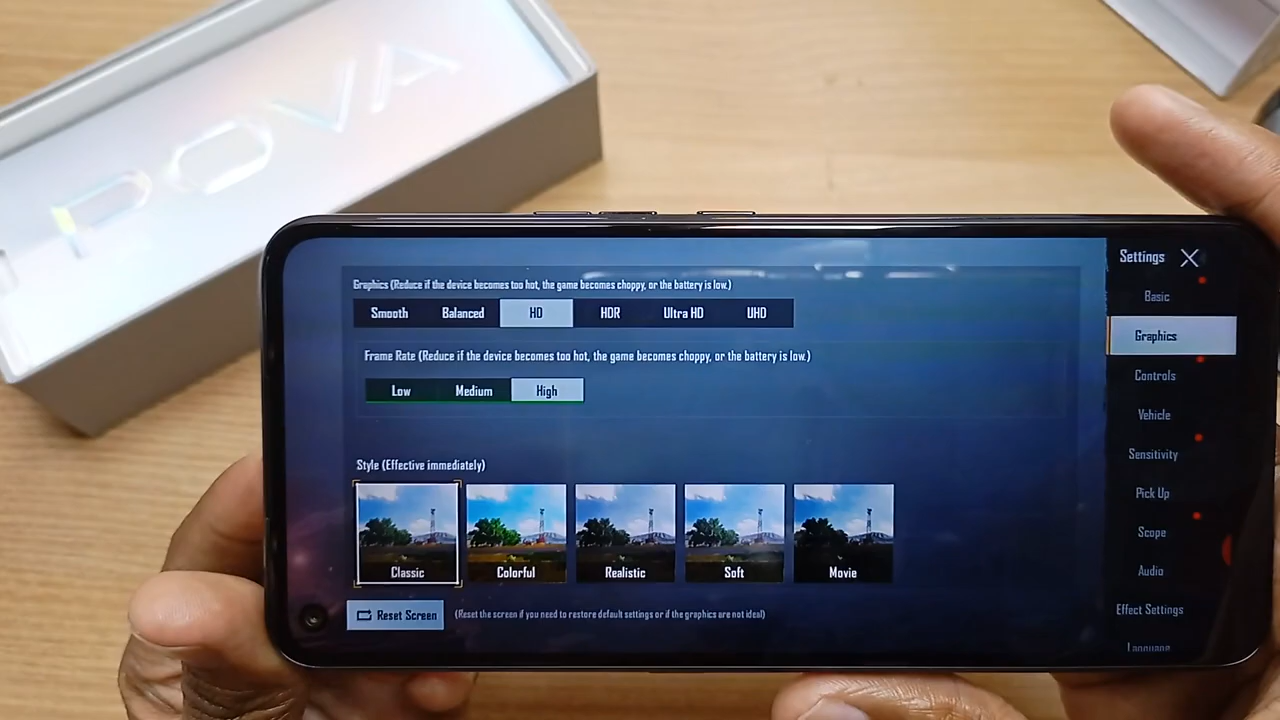 POVA
Settings
Graphics (Reduce if the device becomes too hot, the game becomes choppy, or the battery is low.)
Smooth Balanced HD HDR Ultra HD UHD
Frame Rate (Reduce if the device becomes too hot, the game becomes choppy, or the battery is low.)
Low Medium High
Style (Effective immediately)
Classic Colorful Realistic Soft Movie
Reset Screen (Reset the screen if you need to restore default settings or if the graphics are not ideal)
Basic
Graphics
Controls
Vehicle
Sensitivity
Pick Up
Scope
Audio
Effect Settings
Language